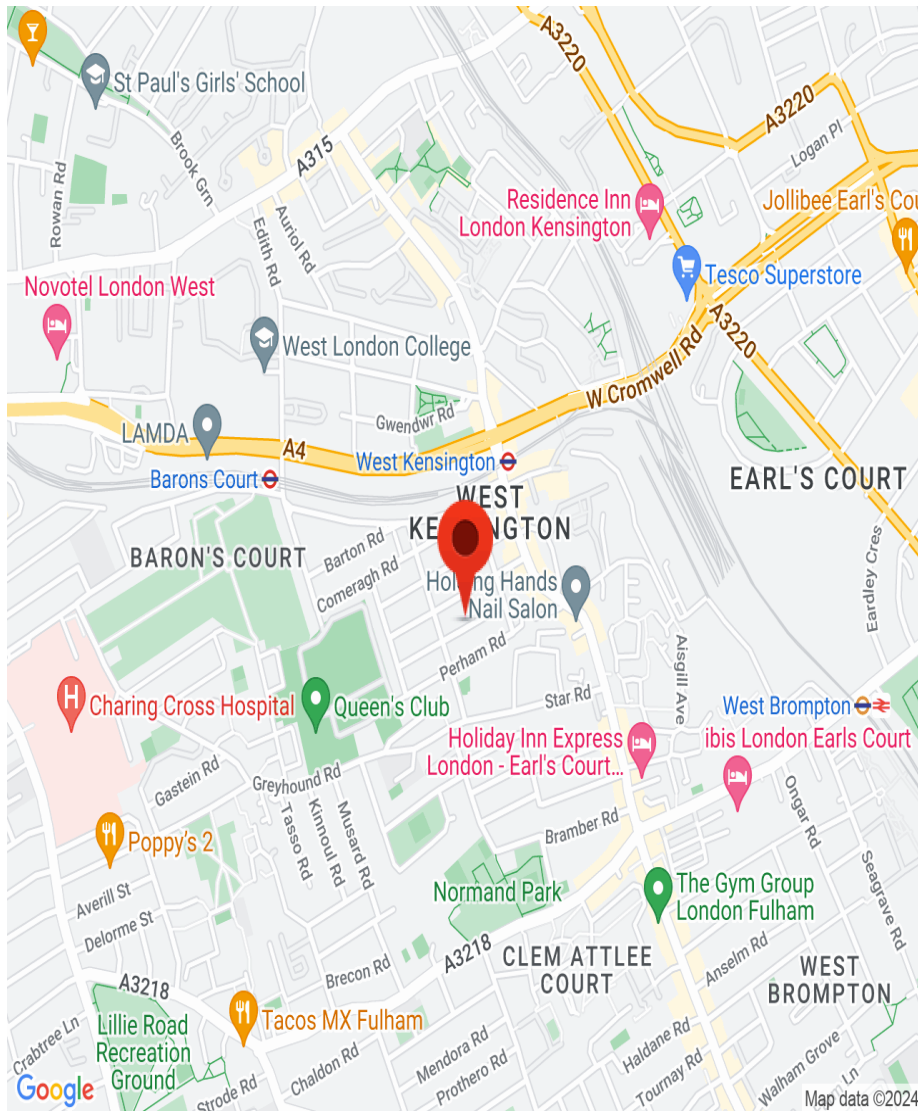 A3220
St Paul's Girls' School
A3220
A315
Logan Pl
Brook Grn
Rowan Rd
Residence Inn
London Kensington
Jollibee Earl's Cou
Edith Rd
Auriol Rd
Novotel London West
Tesco Superstore
A3220
West London College
W Cromwell Rd
Gwendwr Rd
LAMDA
A4
West Kensington
Barons Court
EARL'S COURT
WEST
KE NGTON
Barton Rd
BARON'S COURT
Comeragh Rd
Eardley Cres
Hol ng Hands
Nail Salon
Perham Rd
Aisgill Ave
Star Rd
Charing Cross Hospital
Queen's Club
West Brompton
Holiday Inn Express
London - Earl's Court...
ibis London Earls Court
Gastein Rd
Greyhound Rd
Tasso Rd
Kinnoul Rd
Musard Rd
Ongar Rd
Bramber Rd
Poppy's 2
Seagrave Rd
Normand Park
The Gym Group
London Fulham
Averill St
Delorme St
A3218
CLEM ATTLEE
COURT
Anselm Rd
Brecon Rd
WEST
BROMPTON
A3218
Tacos MX Fulham
Lillie Road
Recreation
Ground
Crabtree Ln
Haldane Rd
Mendora Rd
Chaldon Rd
Prothero Rd
Walham Grove
Tournay Rd
Strode Rd
Ln
Google
Map data ©2024